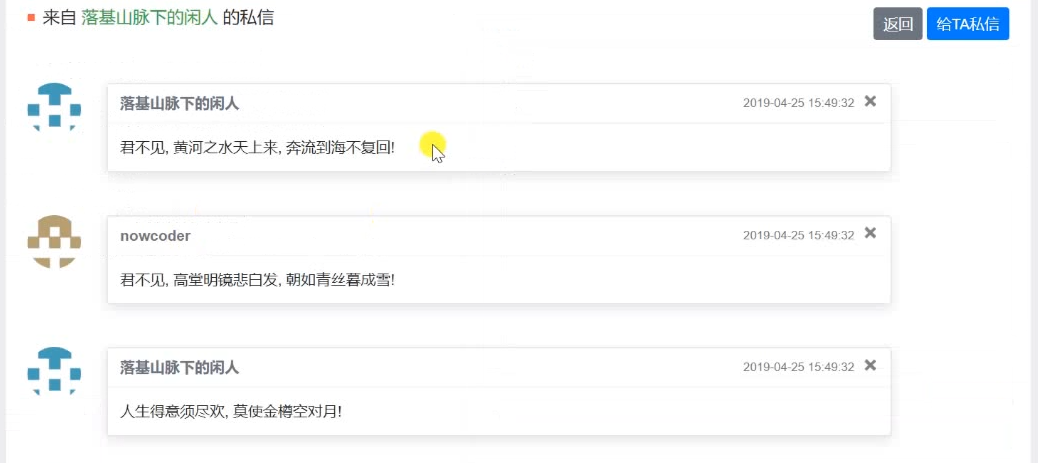 来自 落基山脉下的闲人 的私信
返回
给TA私信
落基山脉下的闲人
2019-04-25 15:49:32
君不见, 黄河之水天上来, 奔流到海不复回!
nowcoder
2019-04-25 15:49:32
君不见, 高堂明镜悲白发, 朝如青丝暮成雪!
落基山脉下的闲人
2019-04-25 15:49:32
人生得意须尽欢, 莫使金樽空对月!